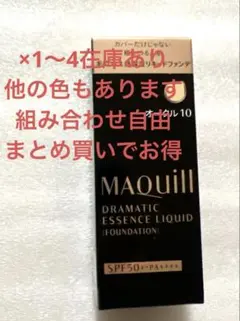 カバーだけじゃない
×1〜4在庫あり
他の色もあります
オークル10
組み合わせ自由
まとめ買いでお得
MAQuillL
DRAMATIC
ESSENCE LIQUID
(FOUNDATION)
SPF50